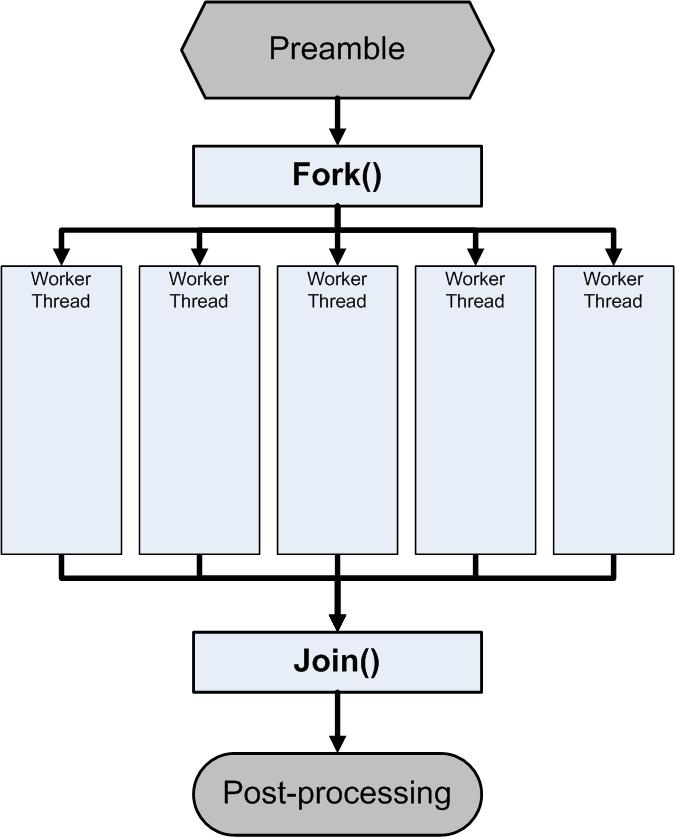 Preamble
Fork()
Worker
Thread
Worker
Thread
Worker
Thread
Worker
Thread
Worker
Thread
Join()
Post-processing